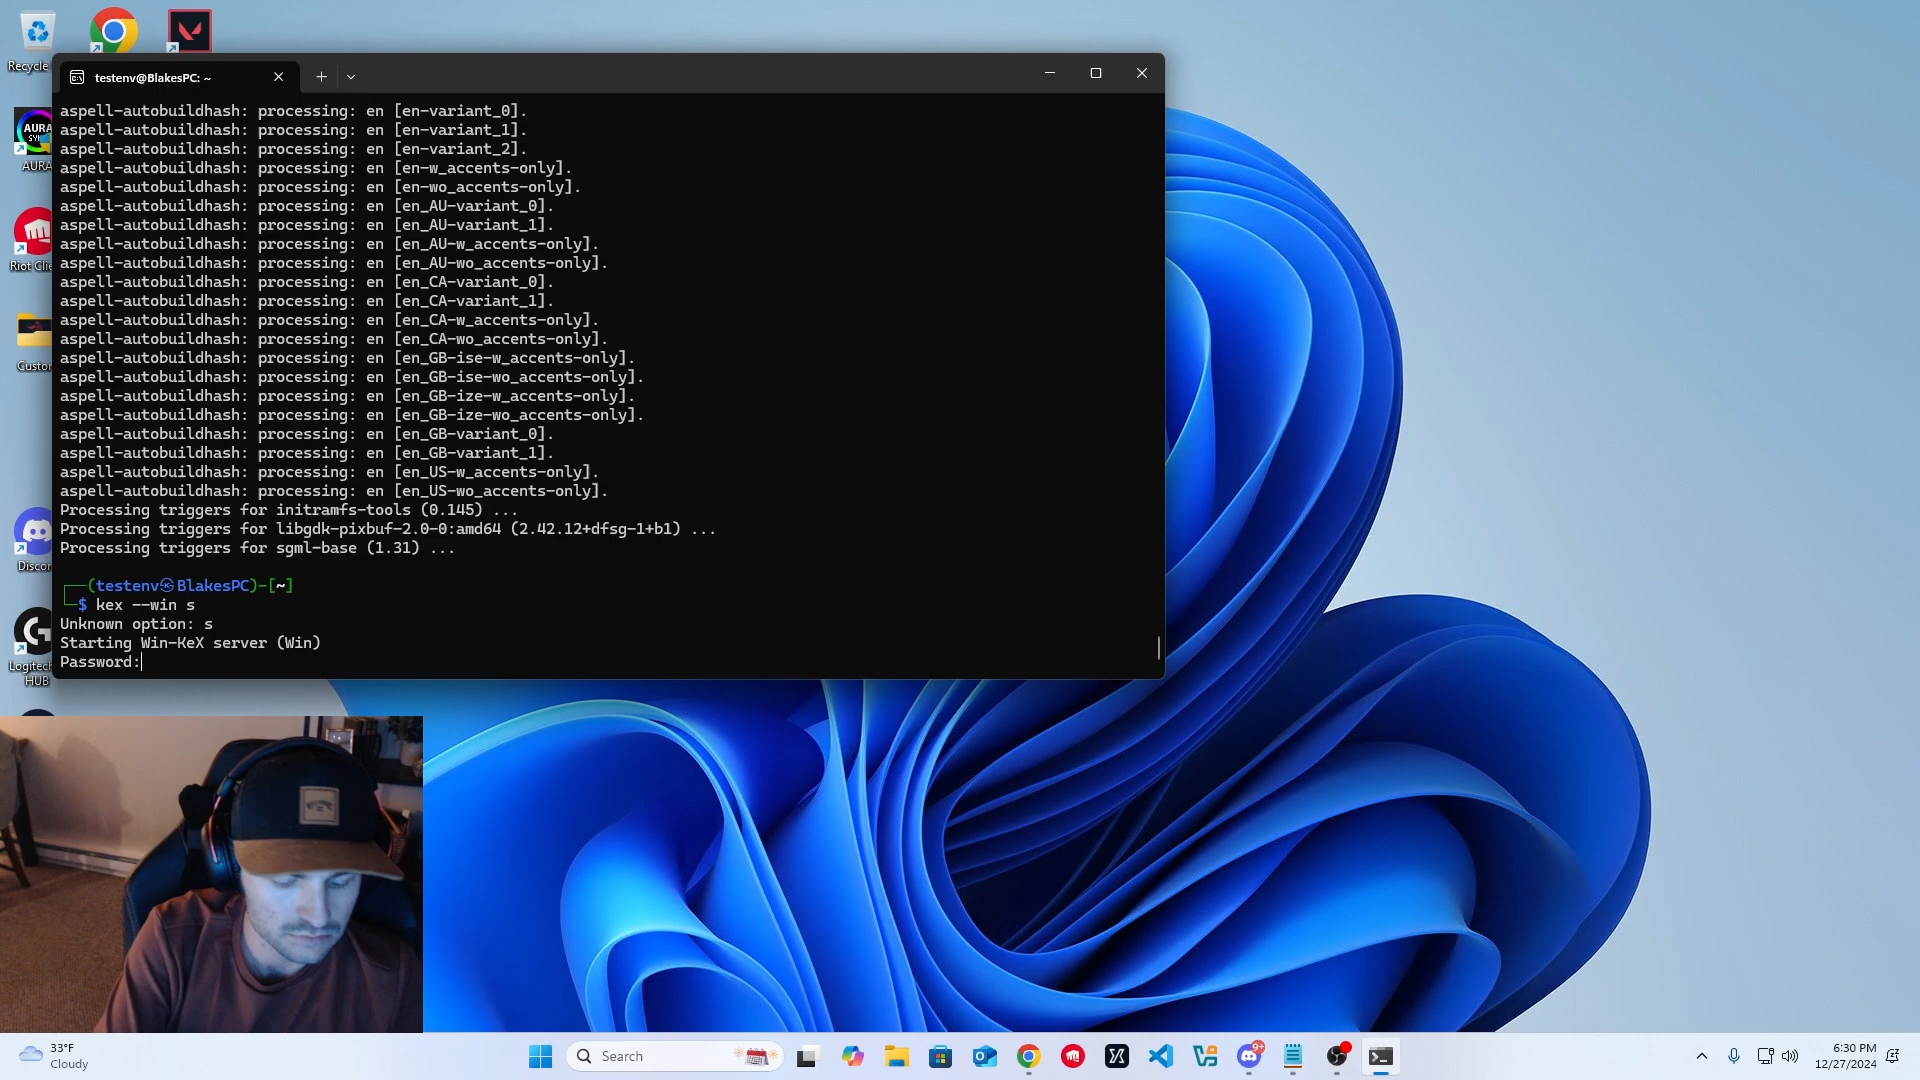 Recycle
AURA
SYN
AURA
Riot Clie
Custor
Discor
Logitech
HUB
testenv@BlakesPC: ~
aspell-autobuildhash: processing: en [en-variant_0].
aspell-autobuildhash: processing: en [en-variant_1].
aspell-autobuildhash: processing: en [en-variant_2].
aspell-autobuildhash: processing: en [en-w_accents-only].
aspell-autobuildhash: processing: en [en-wo_accents-only].
aspell-autobuildhash: processing: en [en_AU-variant_0].
aspell-autobuildhash: processing: en [en_AU-variant_1].
aspell-autobuildhash: processing: en [en_AU-w_accents-only].
aspell-autobuildhash: processing: en [en_AU-wo_accents-only].
aspell-autobuildhash: processing: en [en_CA-variant_0].
aspell-autobuildhash: processing: en [en_CA-variant_1].
aspell-autobuildhash: processing: en [en_CA-w_accents-only].
aspell-autobuildhash: processing: en [en_CA-wo_accents-only].
aspell-autobuildhash: processing: en [en_GB-ise-w_accents-only].
aspell-autobuildhash: processing: en [en_GB-ise-wo_accents-only].
aspell-autobuildhash: processing: en [en_GB-ize-w_accents-only].
aspell-autobuildhash: processing: en [en_GB-ize-wo_accents-only].
aspell-autobuildhash: processing: en [en_GB-variant_0].
aspell-autobuildhash: processing: en [en_GB-variant_1].
aspell-autobuildhash: processing: en [en_US-w_accents-only].
aspell-autobuildhash: processing: en [en_US-wo_accents-only].
Processing triggers for initramfs-tools (0.145) ...
Processing triggers for libgdk-pixbuf-2.0-0:amd64 (2.42.12+dfsg-1+b1) ...
Processing triggers for sgml-base (1.31) ...
┌──(testenv㉿BlakesPC)-[~]
└─$ kex --win s
Unknown option: s
Starting Win-KeX server (Win)
Password:
33°F
Cloudy
Search
9+
6:30 PM
12/27/2024